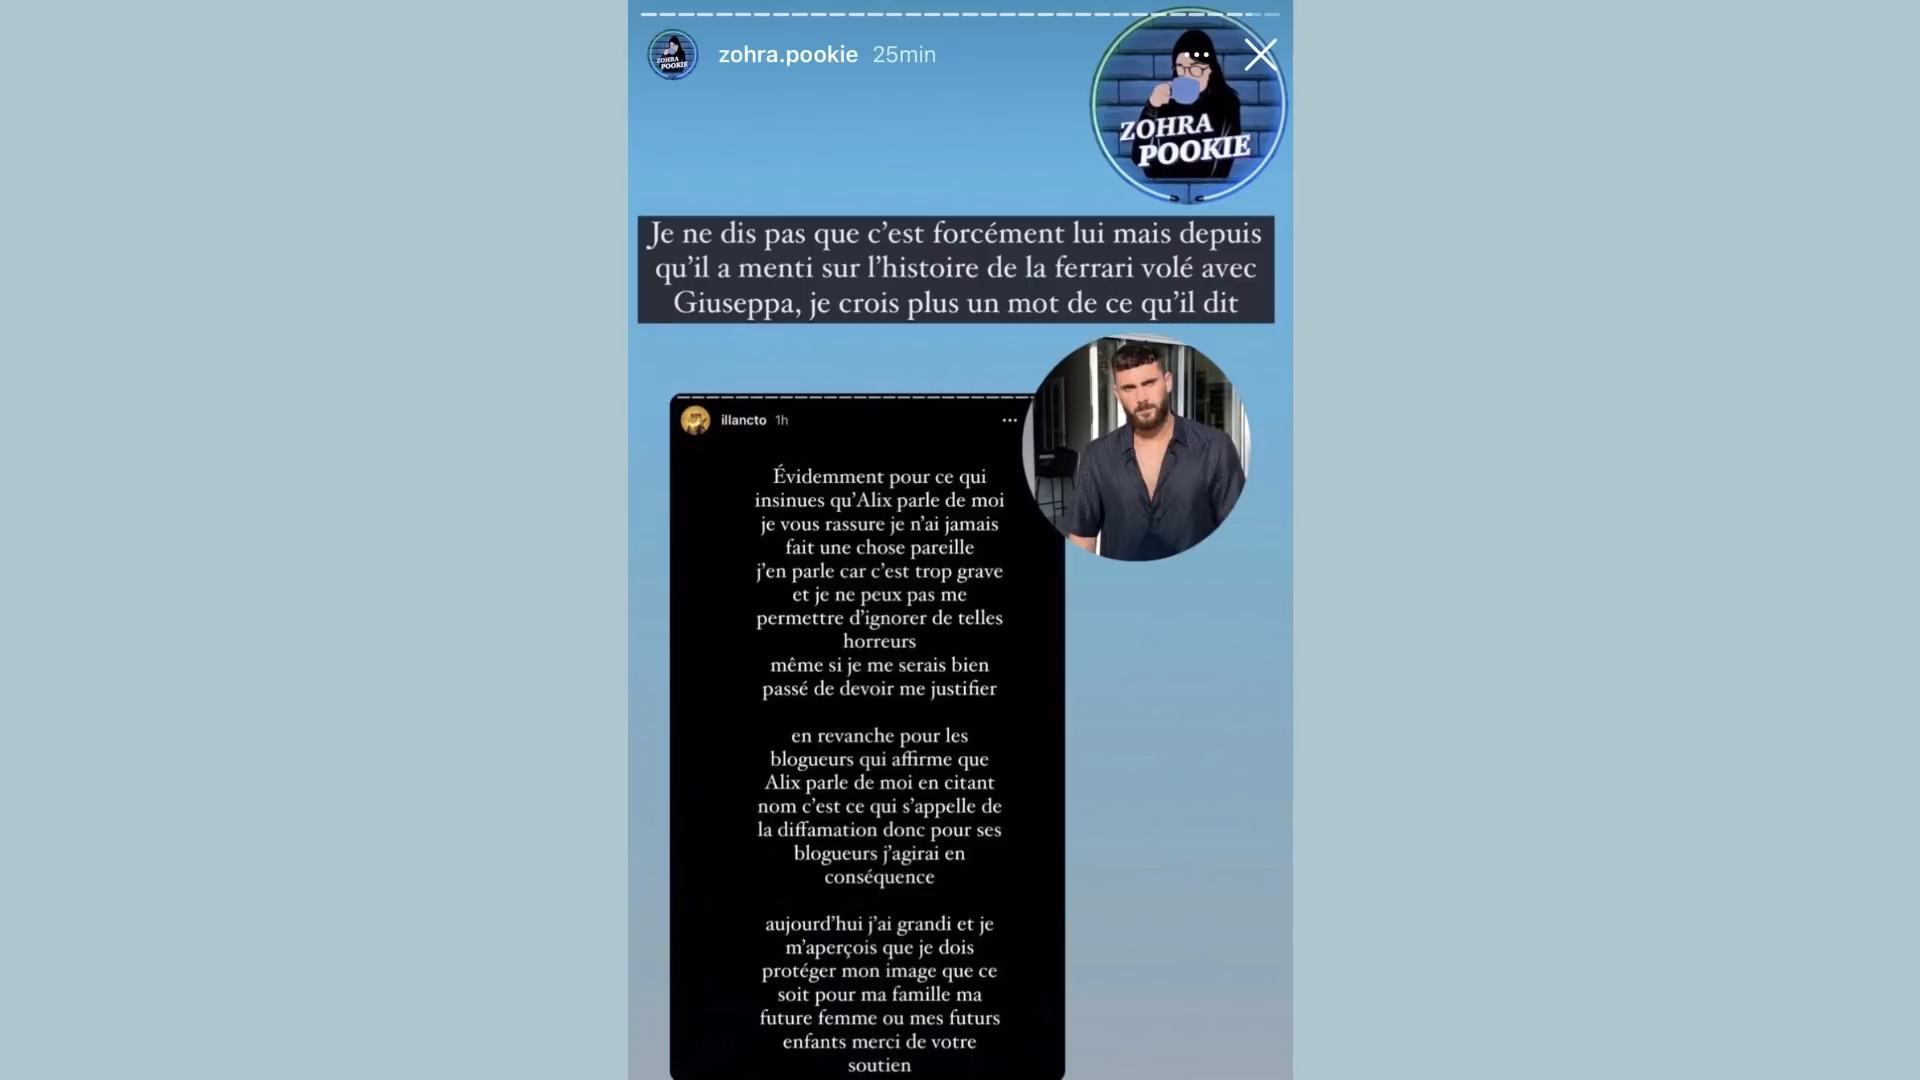 zohra.pookie 25min
ZOHRA
POOKIE
ZOHRA
POOKIE
Je ne dis pas que c’est forcément lui mais depuis
qu’il a menti sur l’histoire de la ferrari volé avec
Giuseppa, je crois plus un mot de ce qu’il dit
illancto 1h
Évidemment pour ce qui
insinues qu’Alix parle de moi
je vous rassure je n’ai jamais
fait une chose pareille
j’en parle car c’est trop grave
et je ne peux pas me
permettre d’ignorer de telles
horreurs
même si je me serais bien
passé de devoir me justifier
en revanche pour les
blogueurs qui affirme que
Alix parle de moi en citant
nom c’est ce qui s’appelle de
la diffamation donc pour ses
blogueurs j’agirai en
conséquence
aujourd’hui j’ai grandi et je
m’aperçois que je dois
protéger mon image que ce
soit pour ma famille ma
future femme ou mes futurs
enfants merci de votre
soutien